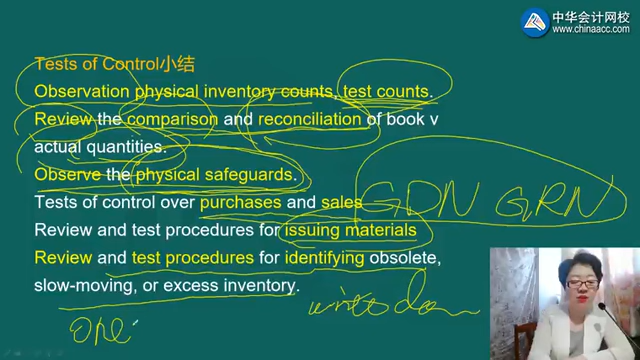 中华会计网校
www.chinaacc.com
Tests of Control小结
Observation physical inventory counts, test counts.
Review the comparison and reconciliation of book v
actual quantities.
Observe the physical safeguards.
Tests of control over purchases and sales
GDN GRN
Review and test procedures for issuing materials
Review and test procedures for identifying obsolete,
slow-moving, or excess inventory.